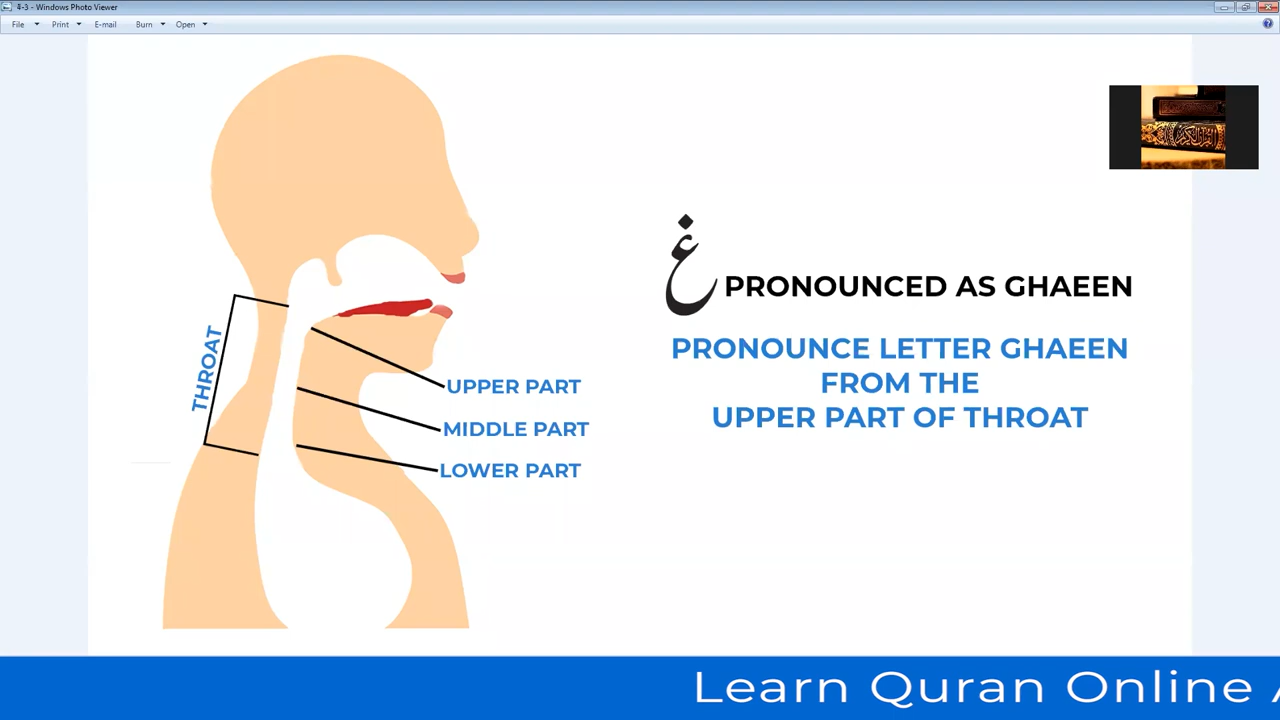 4-3 - Windows Photo Viewer
File Print E-mail Burn Open
غ PRONOUNCED AS GHAEEN
PRONOUNCE LETTER GHAEEN
FROM THE
UPPER PART OF THROAT
THROAT
UPPER PART
MIDDLE PART
LOWER PART
Learn Quran Online